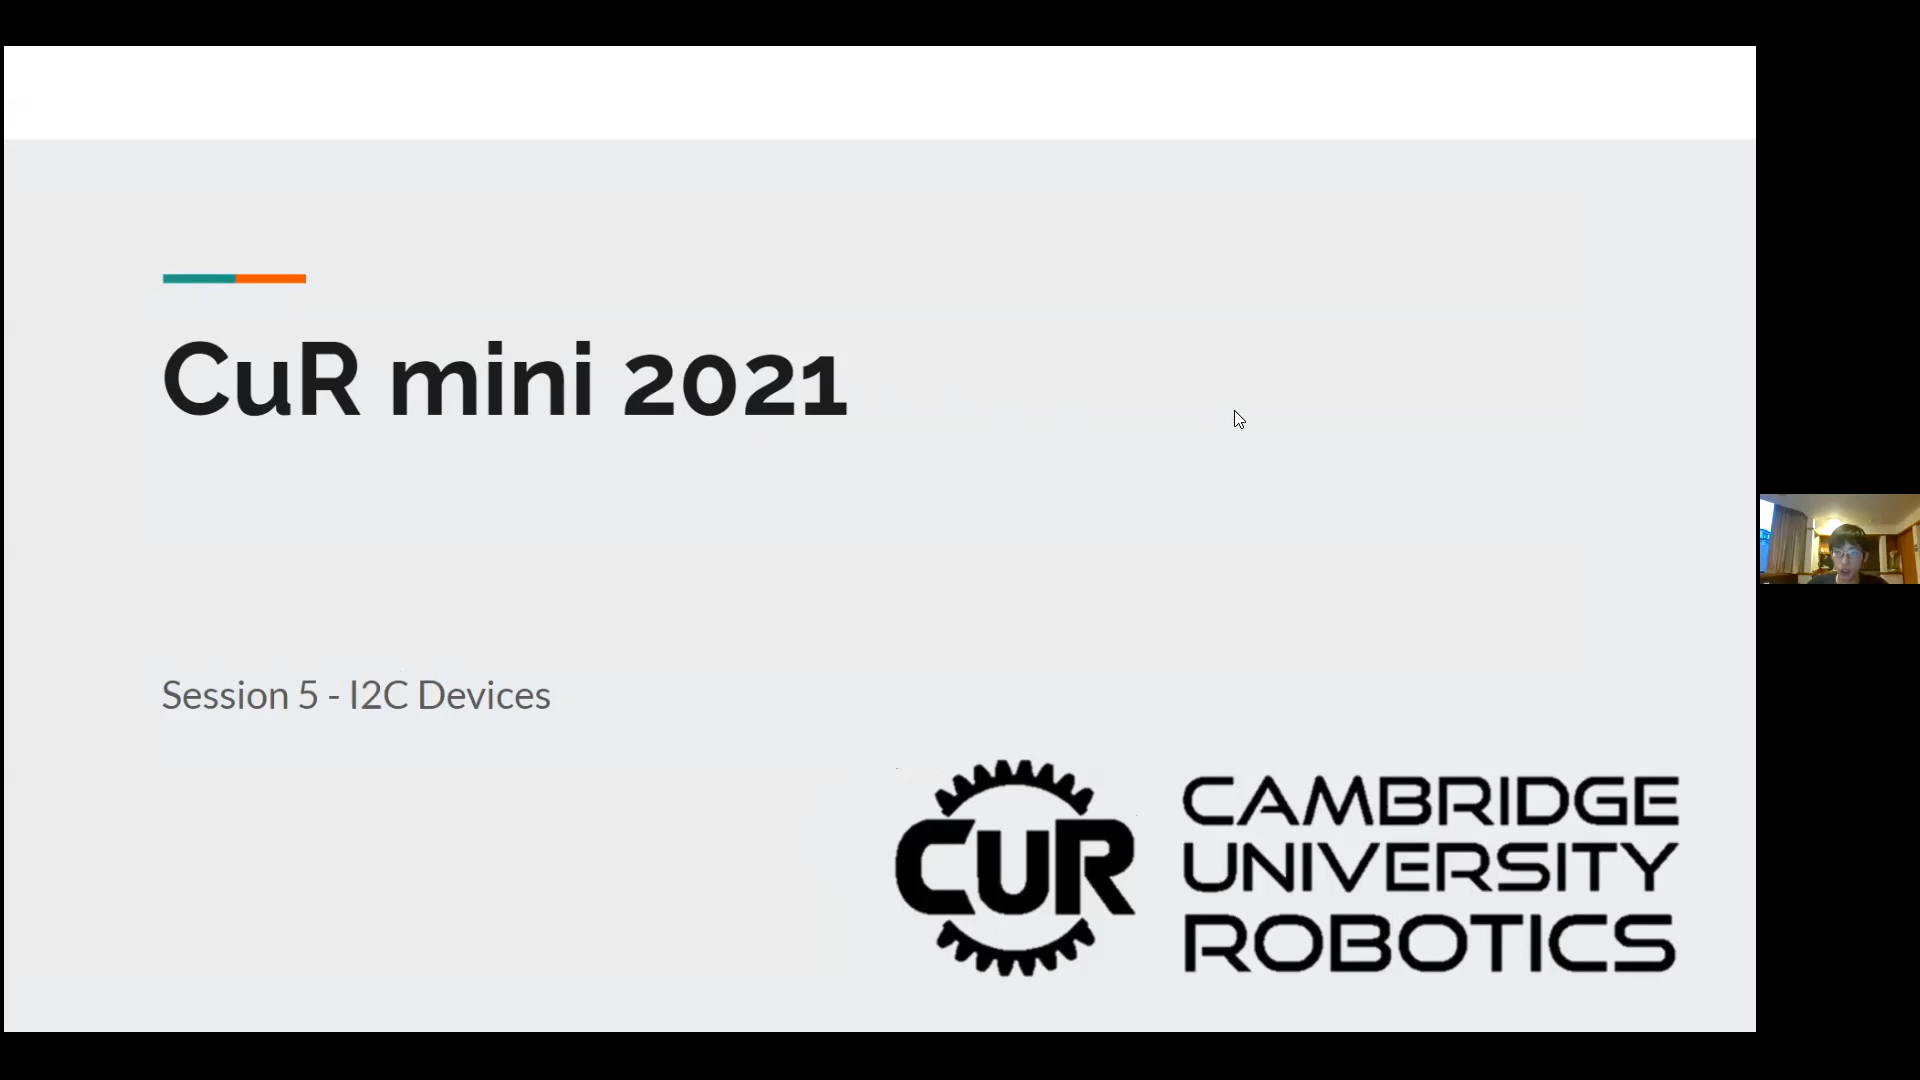 CuR mini 2021
Session 5 - I2C Devices
CUR
CAMBRIDGE
UNIVERSITY
ROBOTICS